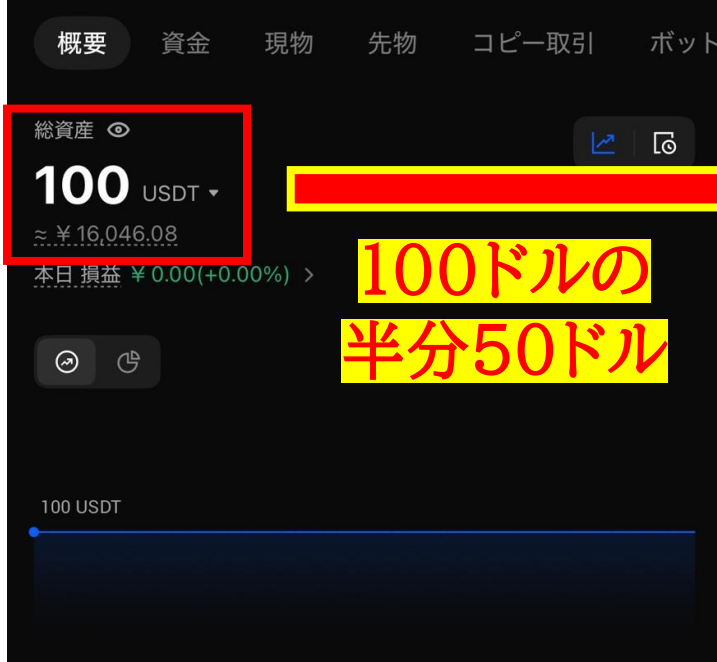 概要 資金 現物 先物 コピー取引 ボット
総資産
100 USDT
≈ ¥16,046.08
本日 損益 ¥0.00(+0.00%) >
100ドルの
半分50ドル
100 USDT